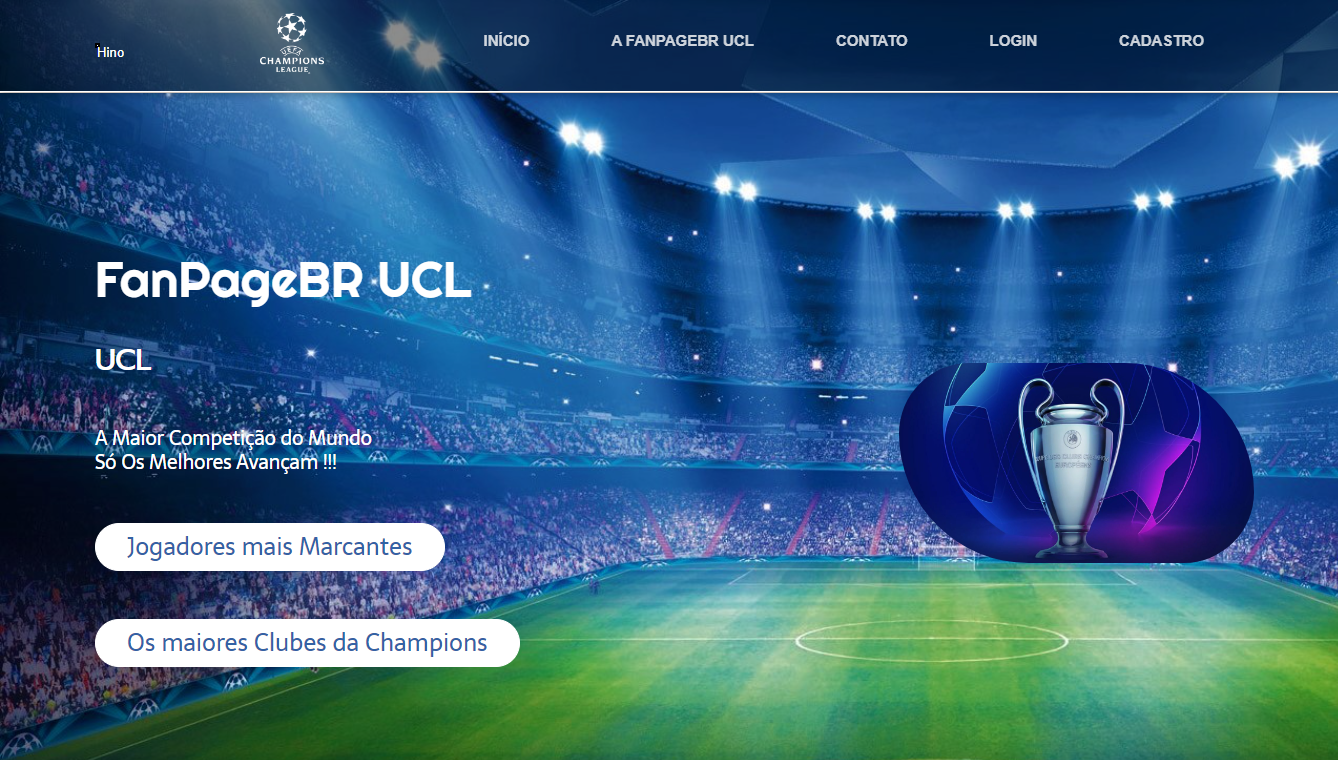 Hino
UEFA
CHAMPIONS
LEAGUE
INÍCIO
A FANPAGEBR UCL
CONTATO
LOGIN
CADASTRO
FanPageBR UCL
UCL
A Maior Competição do Mundo
Só Os Melhores Avançam !!!
Jogadores mais Marcantes
Os maiores Clubes da Champions